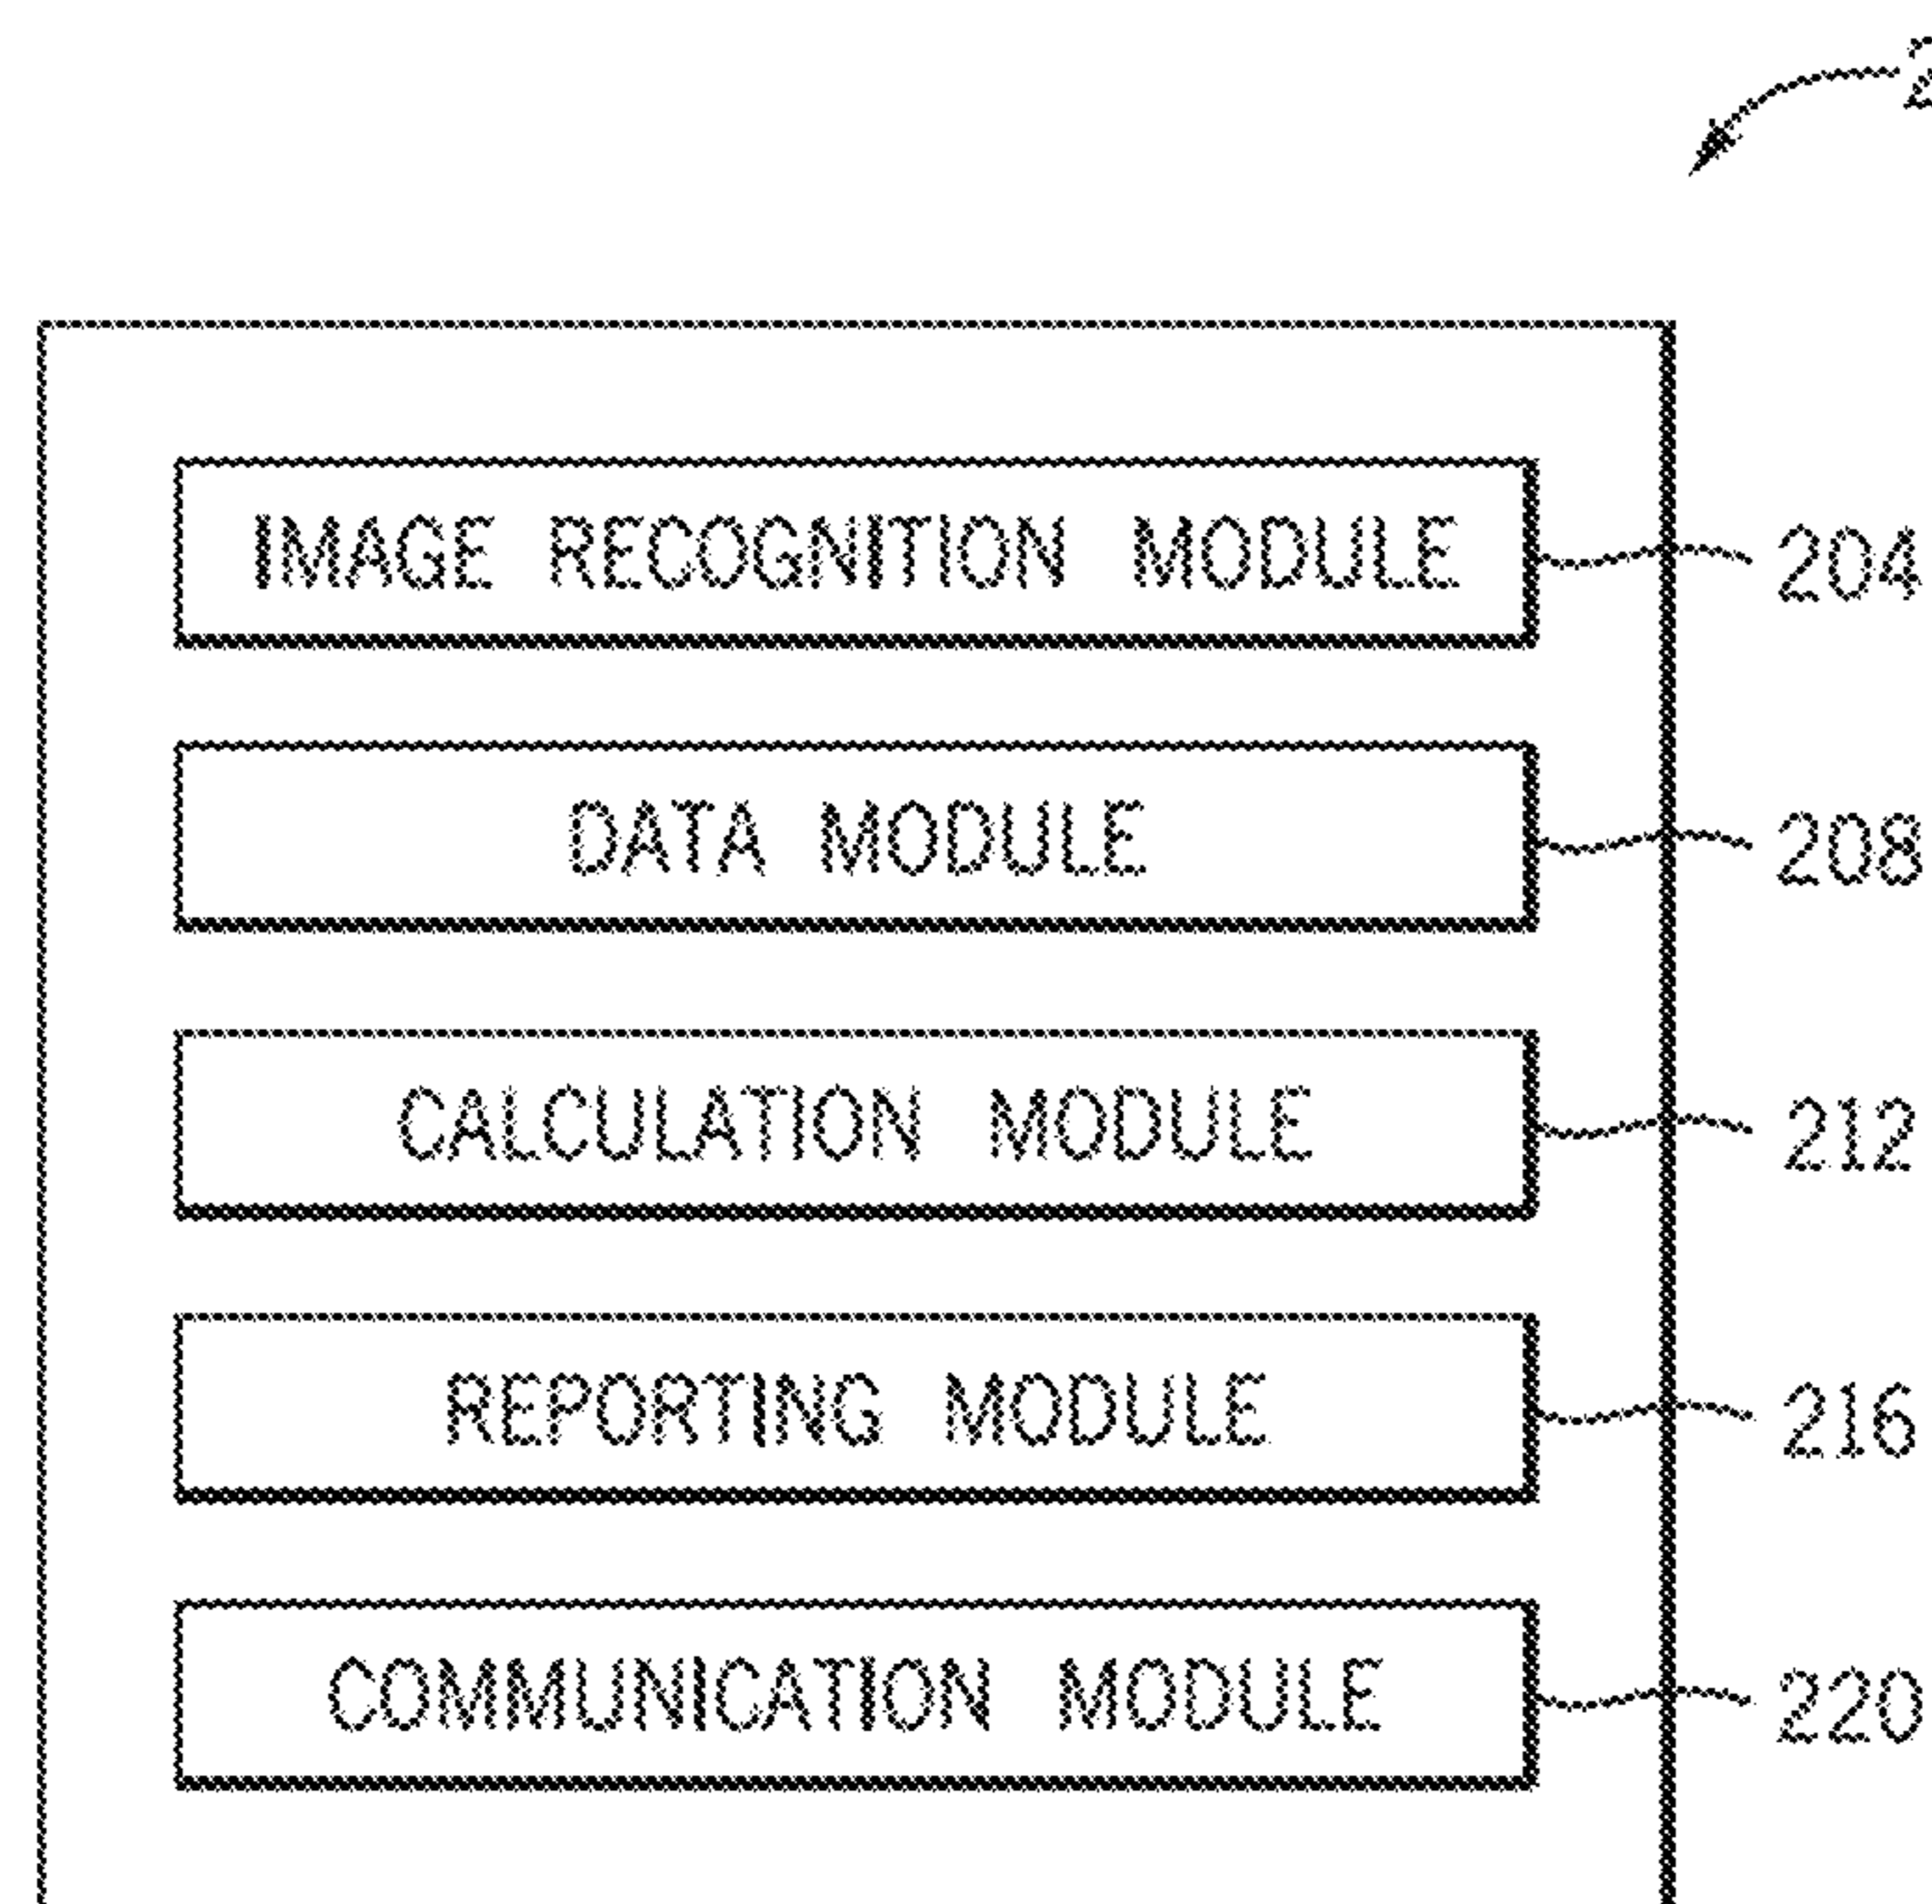 IMAGE RECOGNITION MODULE 204
DATA MODULE 208
CALCULATION MODULE 212
REPORTING MODULE 216
COMMUNICATION MODULE 220